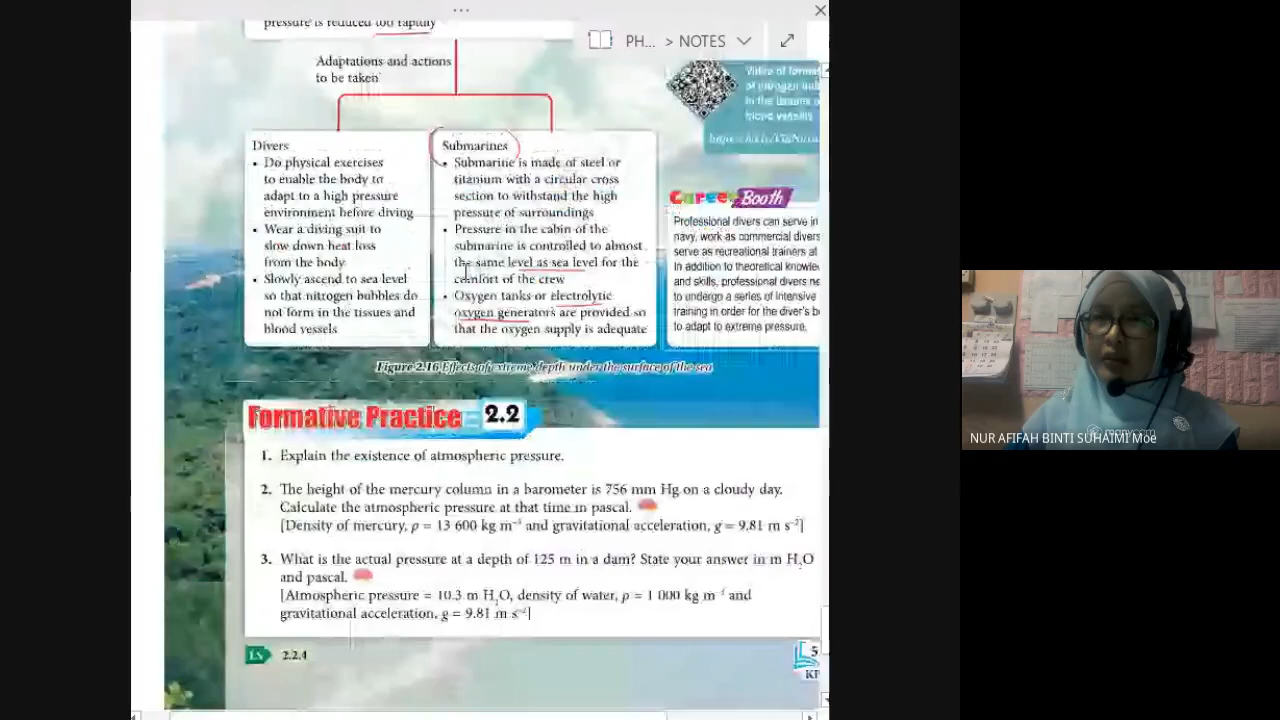 pressure is reduced too rapidly
PH... > NOTES
Adaptations and actions
to be taken
Divers
• Do physical exercises
to enable the body to
adapt to a high pressure
environment before diving
• Wear a diving suit to
slow down heat loss
from the body
• Slowly ascend to sea level
so that nitrogen bubbles do
not form in the tissues and
blood vessels
Submarines
• Submarine is made of steel or
titanium with a circular cross
section to withstand the high
pressure of surroundings
• Pressure in the cabin of the
submarine is controlled to almost
the same level as sea level for the
comfort of the crew
• Oxygen tanks or electrolytic
oxygen generators are provided so
that the oxygen supply is adequate
in the tissues
blood vessels
Career Booth
Professional divers can serve in
navy, work as commercial divers
serve as recreational trainers at
In addition to theoretical
and skills, professional divers
to undergo a series of intensive
training in order for the diver's
to adapt to extreme pressure.
Figure 2.16 Effects of extreme depth under the surface of the sea
Formative Practice 2.2
1. Explain the existence of atmospheric pressure.
2. The height of the mercury column in a barometer is 756 mm Hg on a cloudy day.
Calculate the atmospheric pressure at that time in pascal.
[Density of mercury, ρ = 13 600 kg m⁻³ and gravitational acceleration, g = 9.81 m s⁻²]
3. What is the actual pressure at a depth of 125 m in a dam? State your answer in m H₂O
and pascal.
[Atmospheric pressure = 10.3 m H₂O, density of water, ρ = 1 000 kg m⁻³ and
gravitational acceleration, g = 9.81 m s⁻²]
LS 2.2.4
5
NUR AFIFAH BINTI SUHAIMI Moe